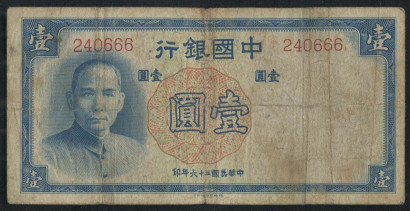 壹 壹
240666 240666
中國銀行
壹圓 壹圓
壹圓
中華民國二十六年印
壹 壹